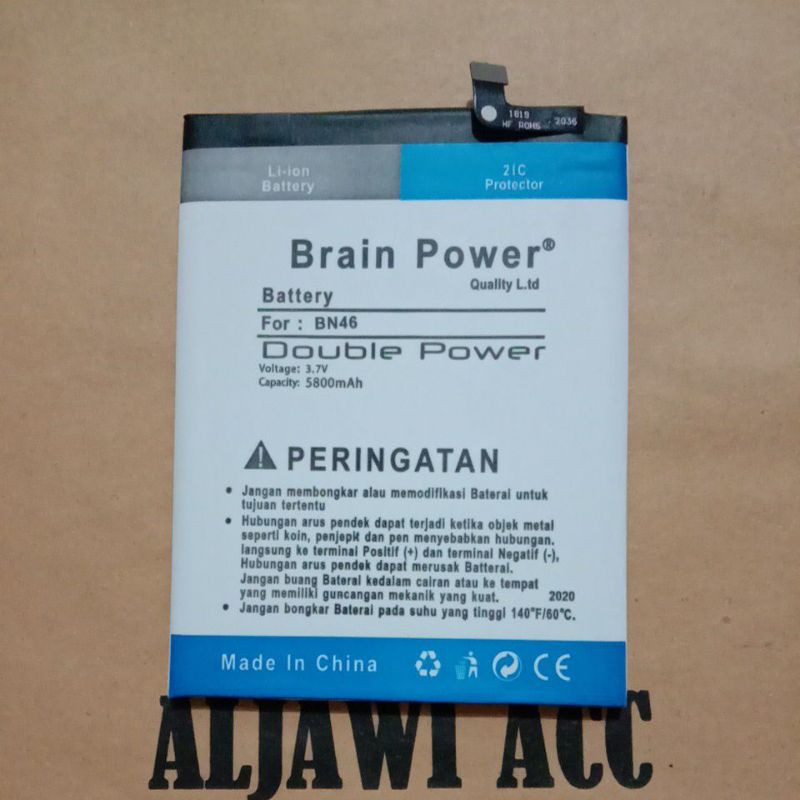 1619
HF ROHS 2036
Li-ion
Battery
2IC
Protector
Brain Power®
Quality L.td
Battery
For : BN46
Double Power
Voltage: 3.7V
Capacity: 5800mAh
PERINGATAN
• Jangan membongkar alau memodifikasi Baterai untuk
tujuan tertentu
• Hubungan arus pendek dapat terjadi ketika objek metal
seperti koin, penjepit dan pen menyebabkan hubungan.
langsung ke terminal Positif (+) dan terminal Negatif (-),
Hubungan arus pendek dapat merusak Batterai.
Jangan buang Baterai kedalam cairan atau ke tempat
yang memiliki guncangan mekanik yang kuat. 2020
• Jangan bongkar Baterai pada suhu yang tinggi 140°F/60°C.
Made In China
CE
ALJAWI ACC